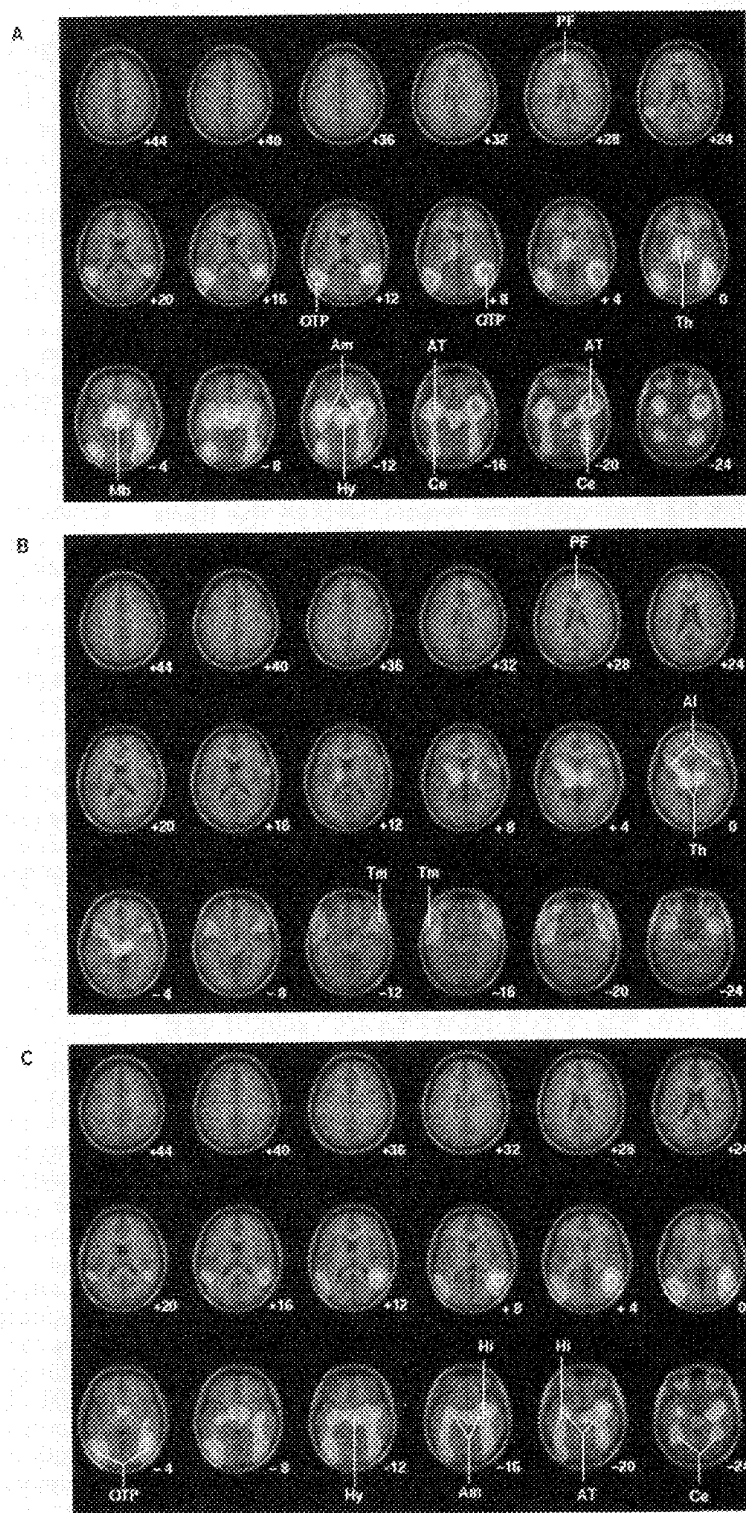 A
PF
+44 +40 +36 +32 +28 +24
+20 +16 +12 +8 +4 0
OTP OTP Th
Am AT AT
-4 -8 -12 -16 -20 -24
Mb Hy Ce Ce
B
PF
+44 +40 +36 +32 +28 +24
AI
+20 +16 +12 +8 +4 0
Th
Tm Tm
-4 -8 -12 -16 -20 -24
C
+44 +40 +36 +32 +28 +24
+20 +16 +12 +8 +4 0
Hi Hi
-4 -8 -12 -16 -20 -24
OTP Hy Am AT Ce